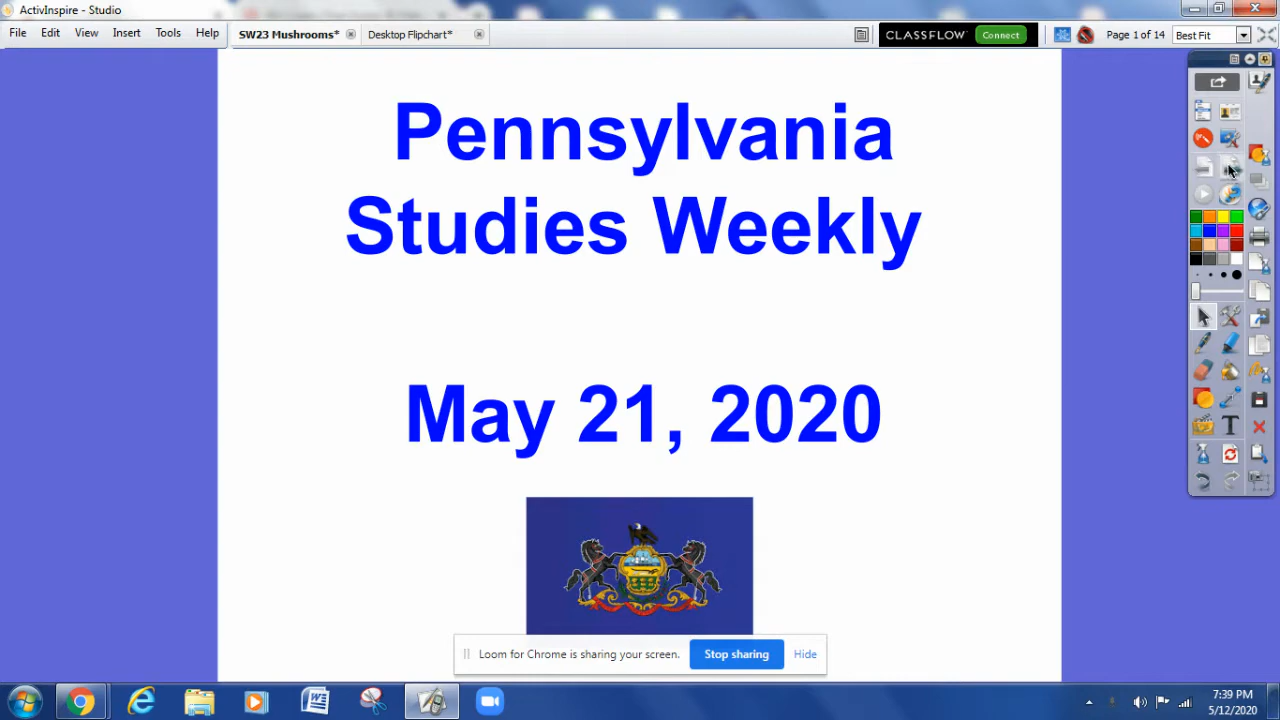 ActivInspire - Studio
File Edit View Insert Tools Help SW23 Mushrooms* Desktop Flipchart* CLASSFLOW Connect Page 1 of 14 Best Fit
Pennsylvania
Studies Weekly
May 21, 2020
Loom for Chrome is sharing your screen. Stop sharing Hide
7:39 PM
5/12/2020